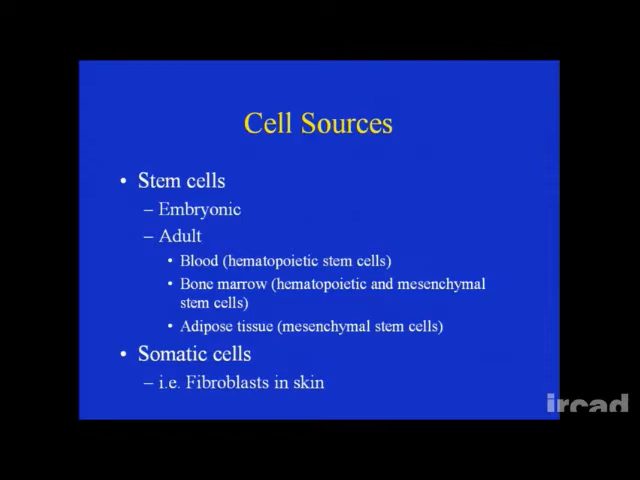 Cell Sources
• Stem cells
– Embryonic
– Adult
• Blood (hematopoietic stem cells)
• Bone marrow (hematopoietic and mesenchymal
stem cells)
• Adipose tissue (mesenchymal stem cells)
• Somatic cells
– i.e. Fibroblasts in skin
ircad